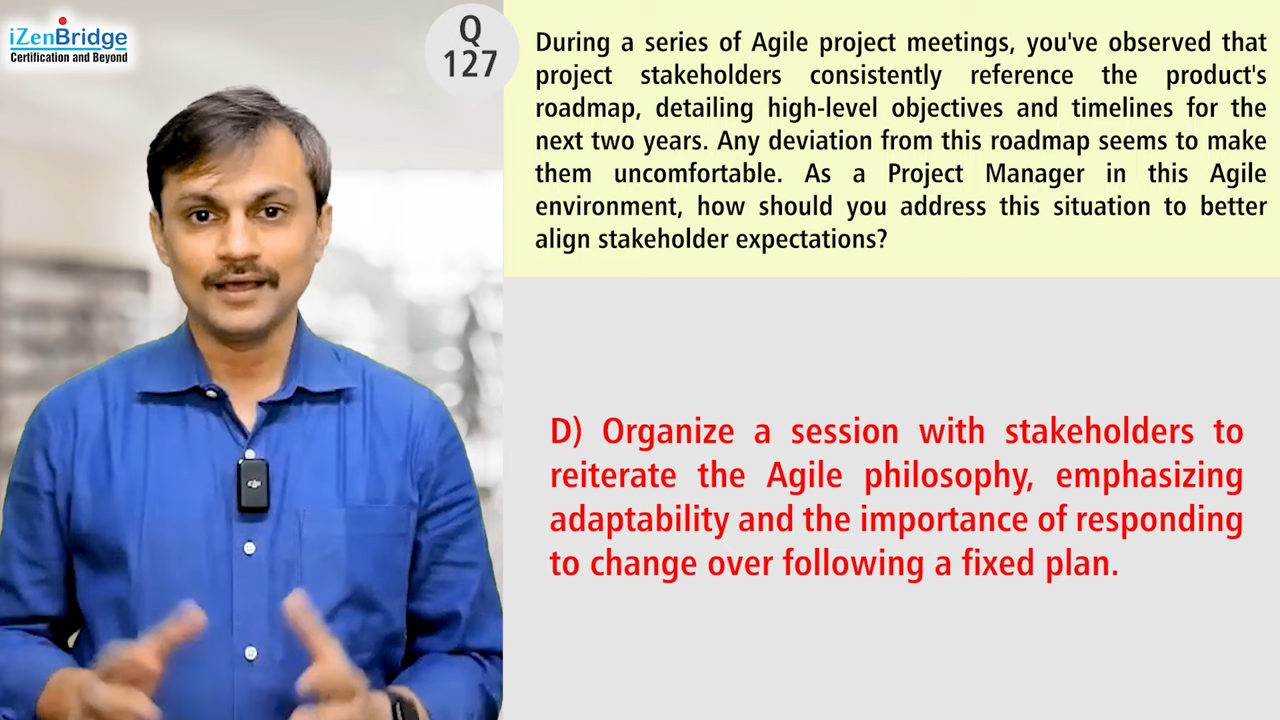 iZenBridge
Certification and Beyond
Q
127
During a series of Agile project meetings, you've observed that
project stakeholders consistently reference the product's
roadmap, detailing high-level objectives and timelines for the
next two years. Any deviation from this roadmap seems to make
them uncomfortable. As a Project Manager in this Agile
environment, how should you address this situation to better
align stakeholder expectations?
D) Organize a session with stakeholders to
reiterate the Agile philosophy, emphasizing
adaptability and the importance of responding
to change over following a fixed plan.
dji